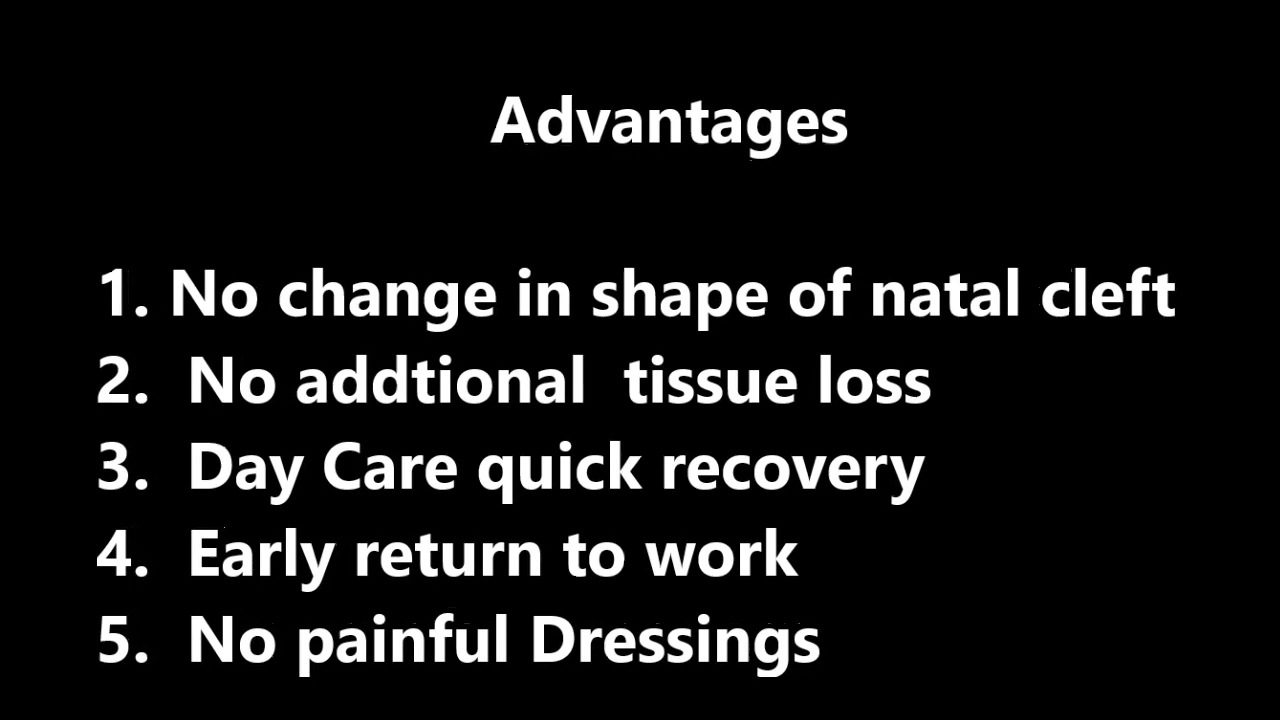 Advantages
1. No change in shape of natal cleft
2. No addtional tissue loss
3. Day Care quick recovery
4. Early return to work
5. No painful Dressings